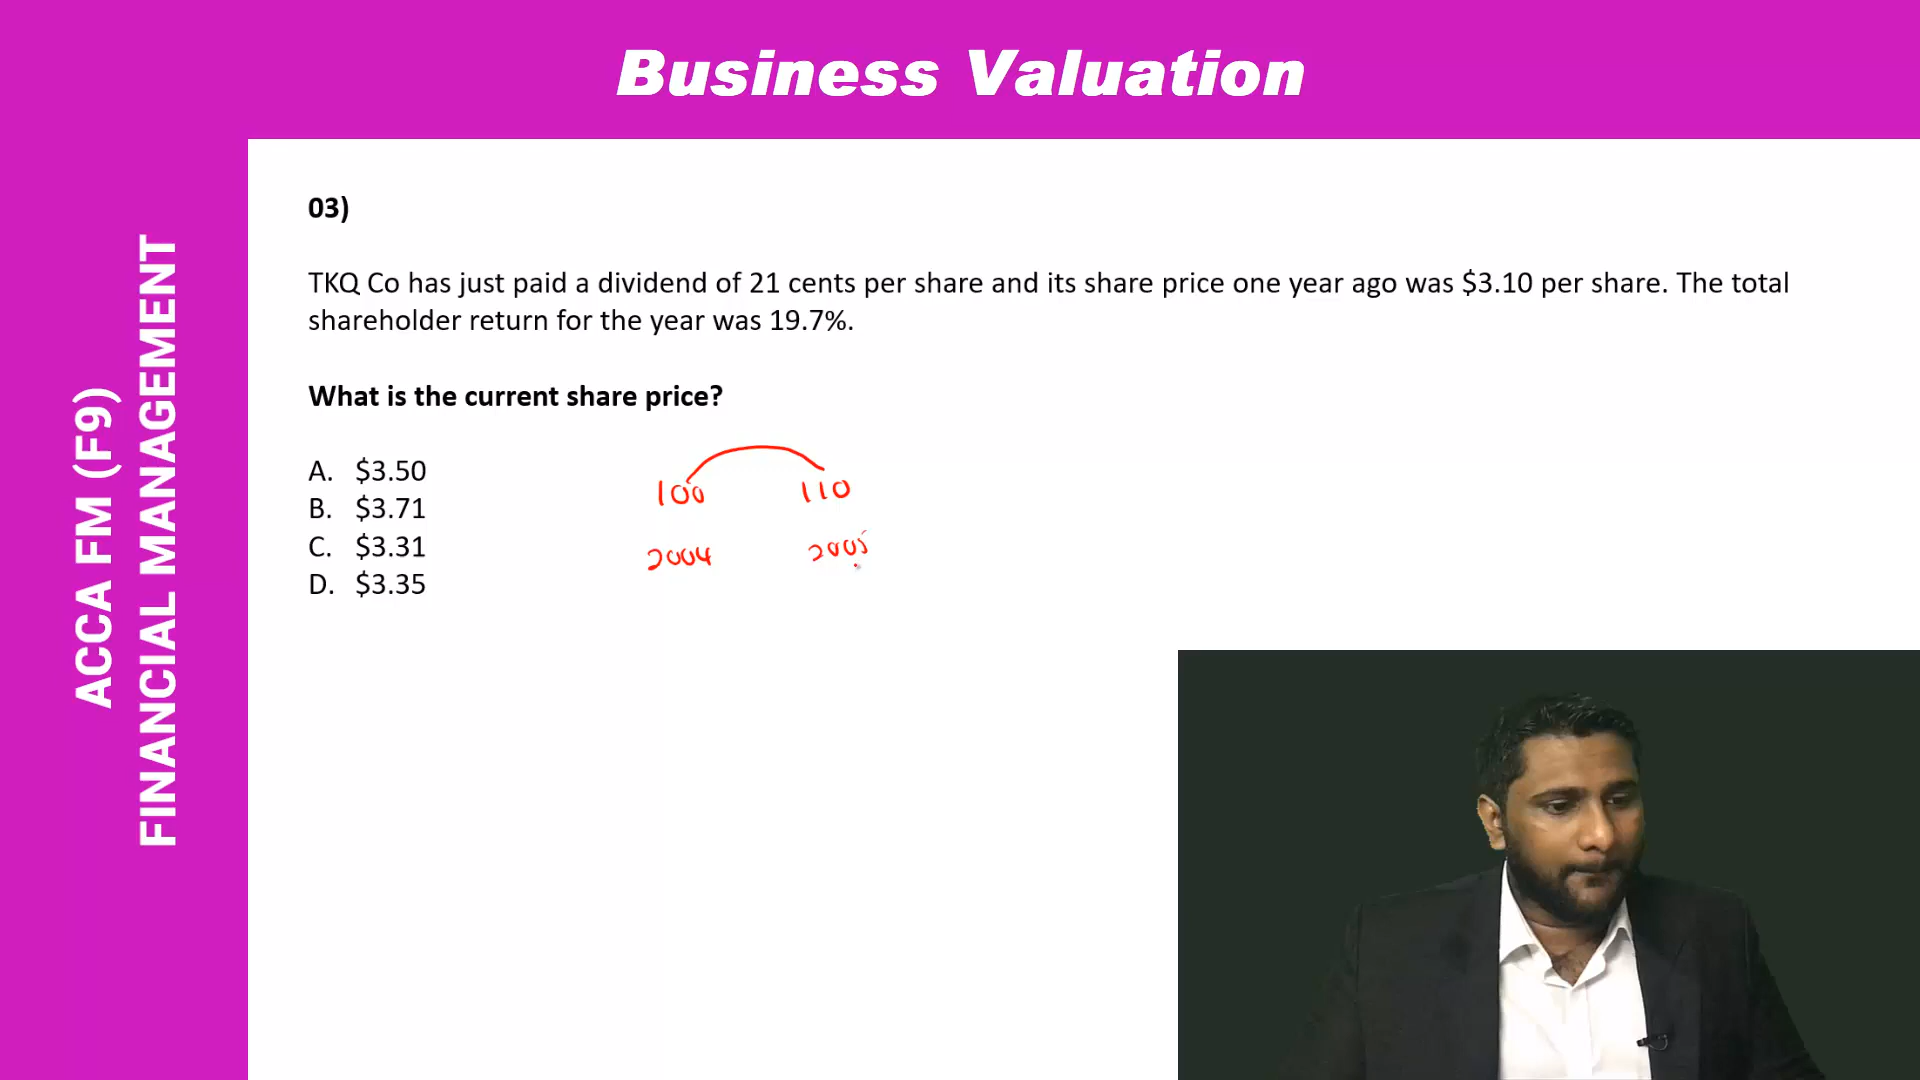 Business Valuation
ACCA FM (F9)
FINANCIAL MANAGEMENT
03)
TKQ Co has just paid a dividend of 21 cents per share and its share price one year ago was $3.10 per share. The total
shareholder return for the year was 19.7%.
What is the current share price?
A. $3.50
B. $3.71
C. $3.31
D. $3.35
100 110
2004 2005